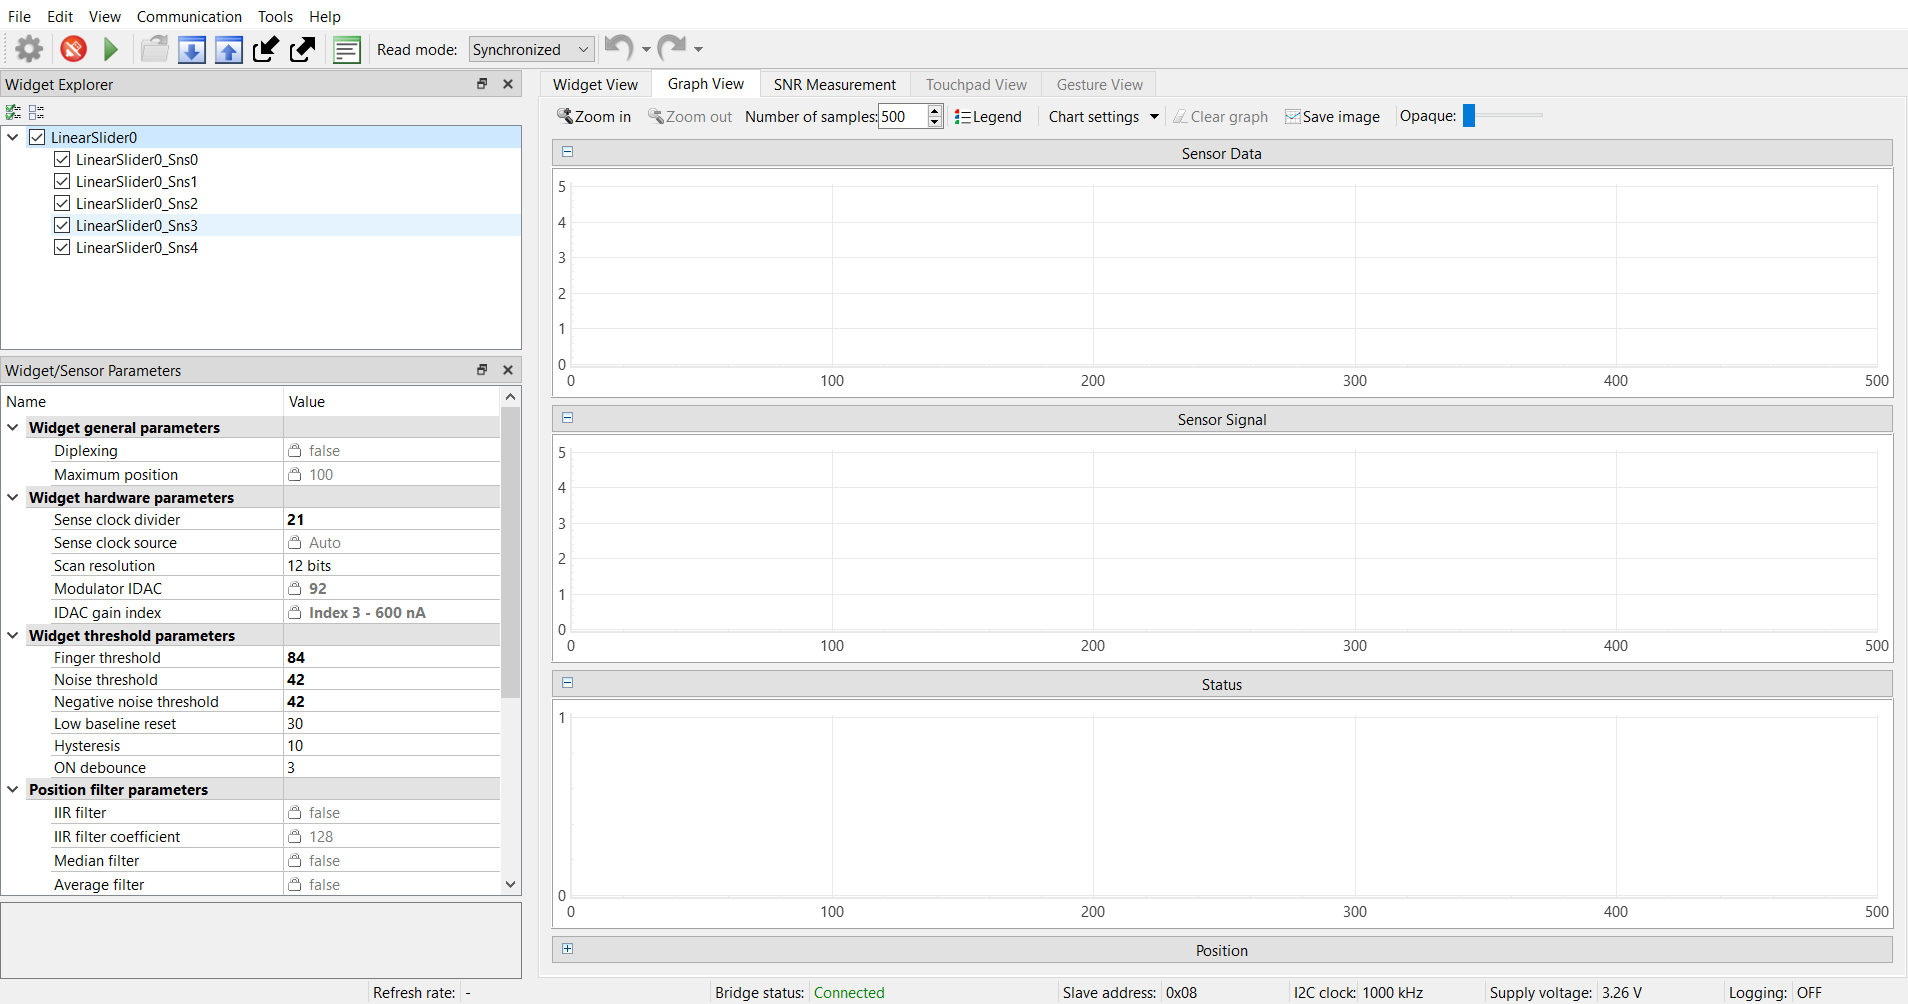 File Edit View Communication Tools Help
Read mode: Synchronized
Widget Explorer
LinearSlider0
LinearSlider0_Sns0
LinearSlider0_Sns1
LinearSlider0_Sns2
LinearSlider0_Sns3
LinearSlider0_Sns4
Widget/Sensor Parameters
Name Value
Widget general parameters
Diplexing false
Maximum position 100
Widget hardware parameters
Sense clock divider 21
Sense clock source Auto
Scan resolution 12 bits
Modulator IDAC 92
IDAC gain index Index 3 - 600 nA
Widget threshold parameters
Finger threshold 84
Noise threshold 42
Negative noise threshold 42
Low baseline reset 30
Hysteresis 10
ON debounce 3
Position filter parameters
IIR filter false
IIR filter coefficient 128
Median filter false
Average filter false
Widget View Graph View SNR Measurement Touchpad View Gesture View
Zoom in Zoom out Number of samples: 500 Legend Chart settings Clear graph Save image Opaque:
Sensor Data
5
4
3
2
1
0
0 100 200 300 400 500
Sensor Signal
5
4
3
2
1
0
0 100 200 300 400 500
Status
1
0
0 100 200 300 400 500
Position
Refresh rate: - Bridge status: Connected Slave address: 0x08 I2C clock: 1000 kHz Supply voltage: 3.26 V Logging: OFF